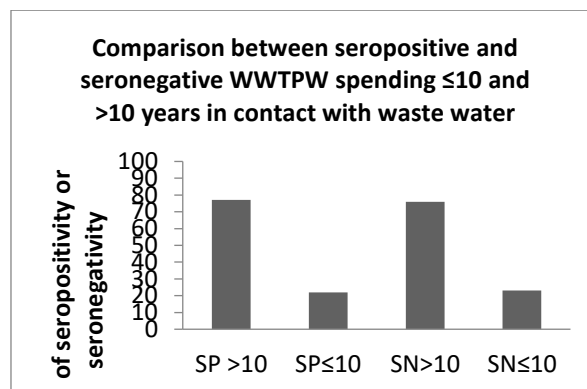 Comparison between seropositive and
seronegative WWTPW spending ≤10 and
>10 years in contact with waste water
of seropositivity or
seronegativity
100
90
80
70
60
50
40
30
20
10
0
SP >10
SP≤10
SN>10
SN≤10